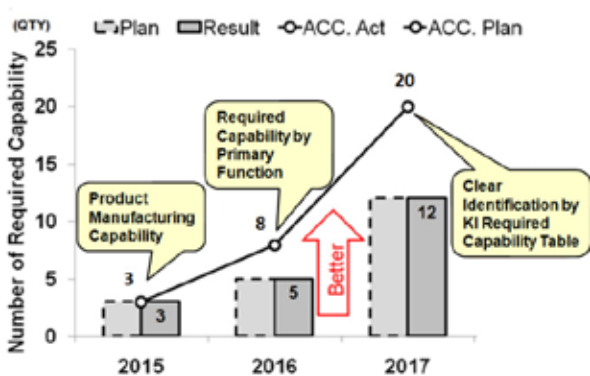 (QTY)
Plan Result ACC. Act ACC. Plan
Number of Required Capability
25
20
15
10
5
0
Product
Manufacturing
Capability
Required
Capability by
Primary
Function
Clear
Identification by
KI Required
Capability Table
3
8
20
3
5
12
Better
2015 2016 2017